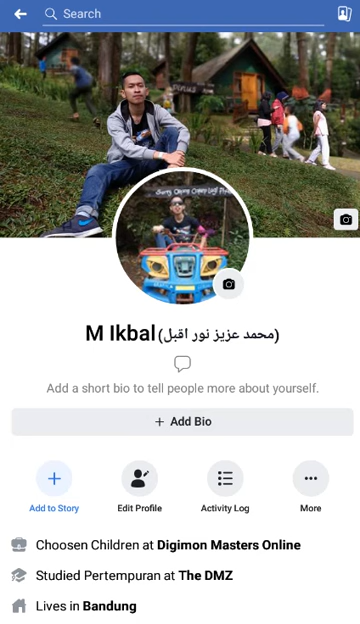 Search
M Ikbal (محمد عزيز نور اقبل)
Add a short bio to tell people more about yourself.
+ Add Bio
Add to Story
Edit Profile
Activity Log
More
Choosen Children at Digimon Masters Online
Studied Pertempuran at The DMZ
Lives in Bandung